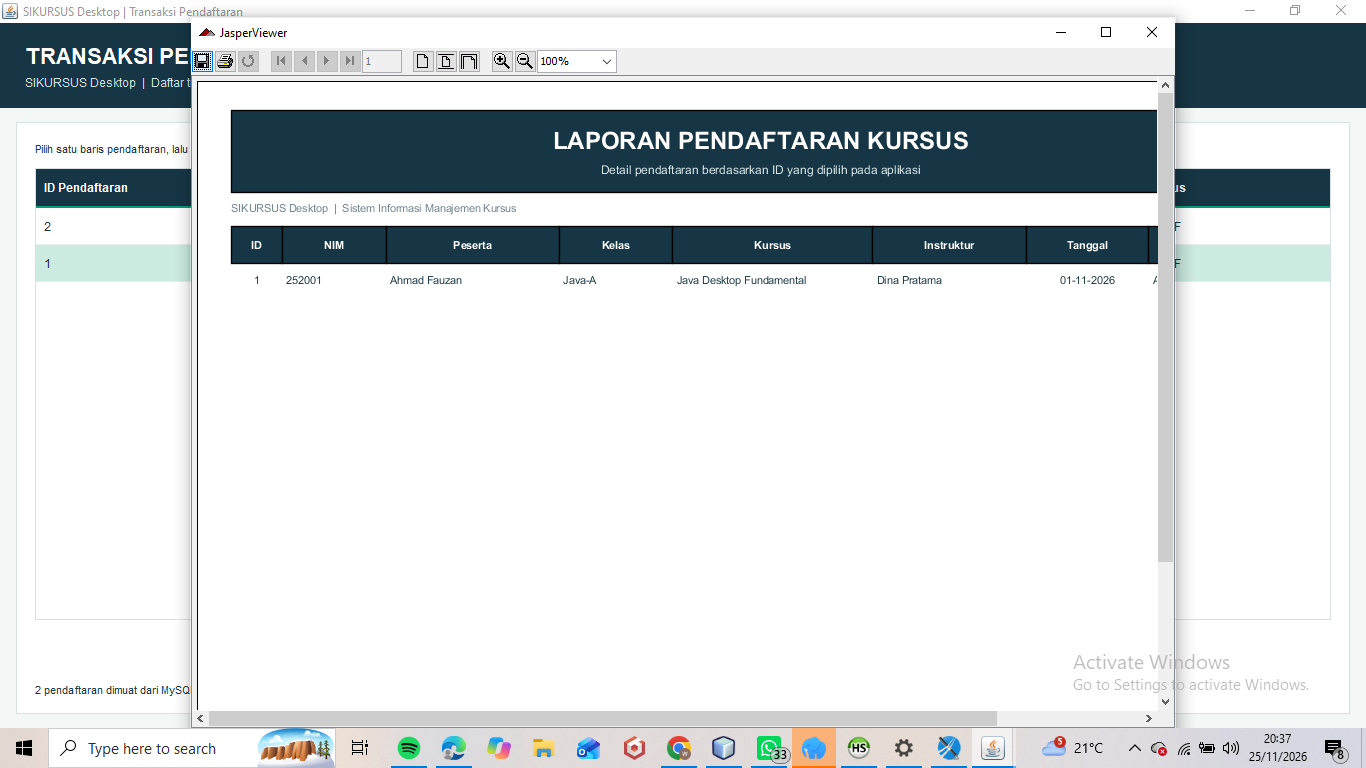 SIKURSUS Desktop | Transaksi Pendaftaran
JasperViewer
TRANSAKSI PE
SIKURSUS Desktop | Daftar t
1
100%
LAPORAN PENDAFTARAN KURSUS
Detail pendaftaran berdasarkan ID yang dipilih pada aplikasi
SIKURSUS Desktop | Sistem Informasi Manajemen Kursus
ID NIM Peserta Kelas Kursus Instruktur Tanggal
1 252001 Ahmad Fauzan Java-A Java Desktop Fundamental Dina Pratama 01-11-2026
Pilih satu baris pendaftaran, lalu
ID Pendaftaran
us
2
F
1
F
2 pendaftaran dimuat dari MySQ
Activate Windows
Go to Settings to activate Windows.
Type here to search
33
HS
5
21°C
20:37
25/11/2026
8